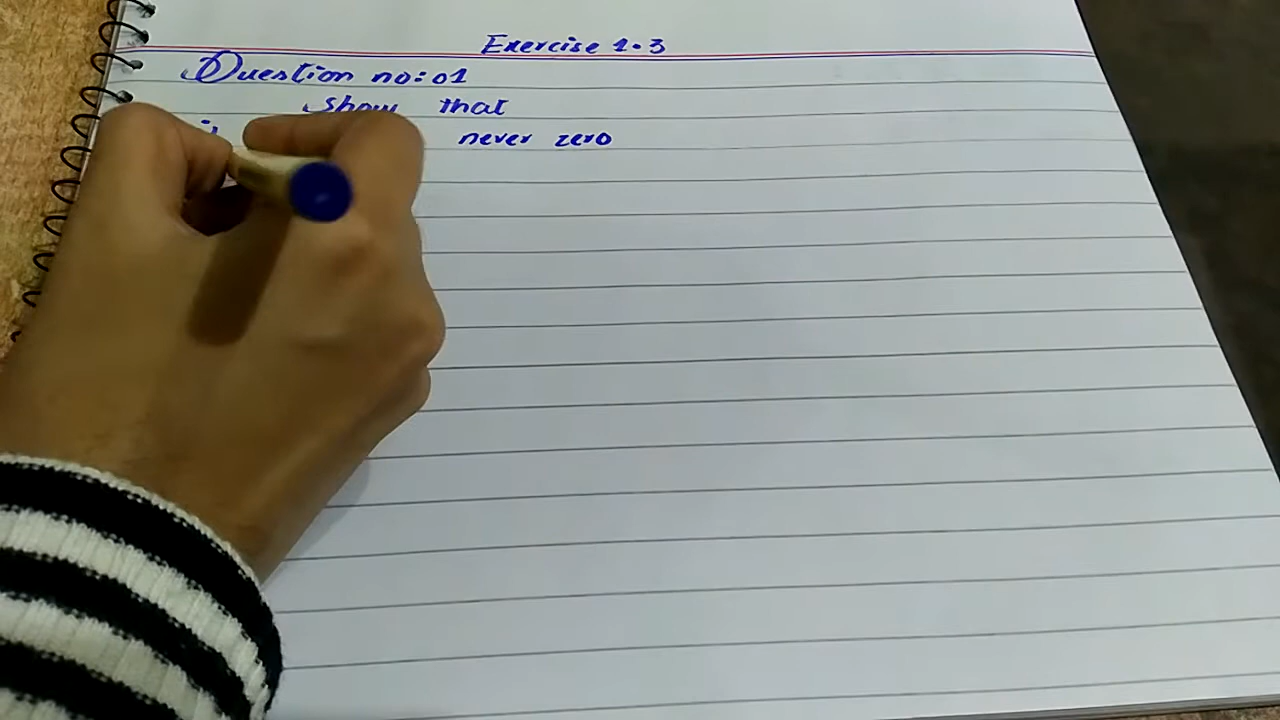 Exercise 1.3
Question no:01
show that
never zero